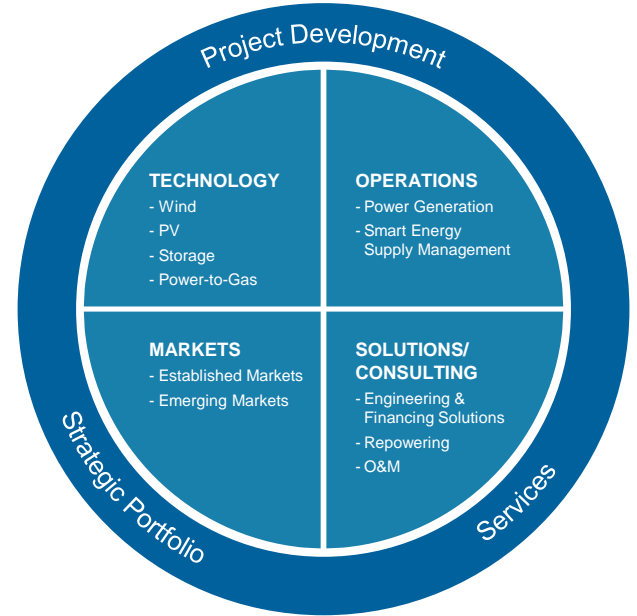 Project Development
TECHNOLOGY
- Wind
- PV
- Storage
- Power-to-Gas
OPERATIONS
- Power Generation
- Smart Energy
Supply Management
MARKETS
- Established Markets
- Emerging Markets
SOLUTIONS/
CONSULTING
- Engineering &
Financing Solutions
- Repowering
- O&M
Strategic Portfolio
Services